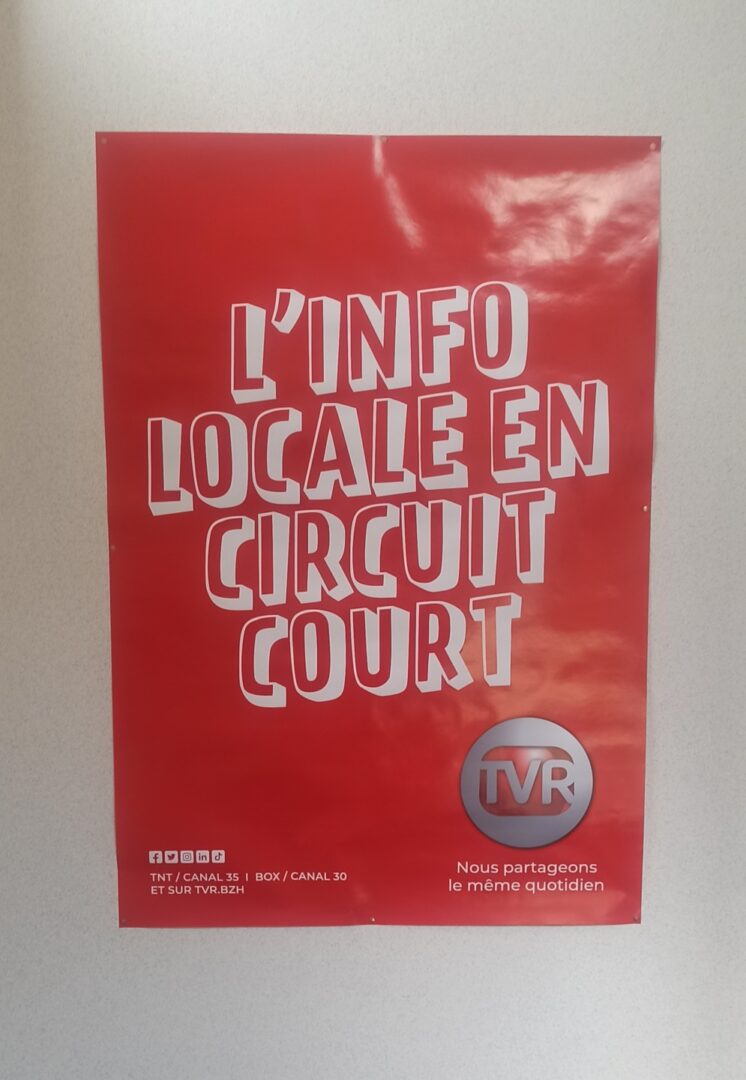 L'INFO
LOCALE EN
CIRCUIT
COURT
TVR
Nous partageons
le même quotidien
TNT / CANAL 35 I BOX / CANAL 30
ET SUR TVR.BZH